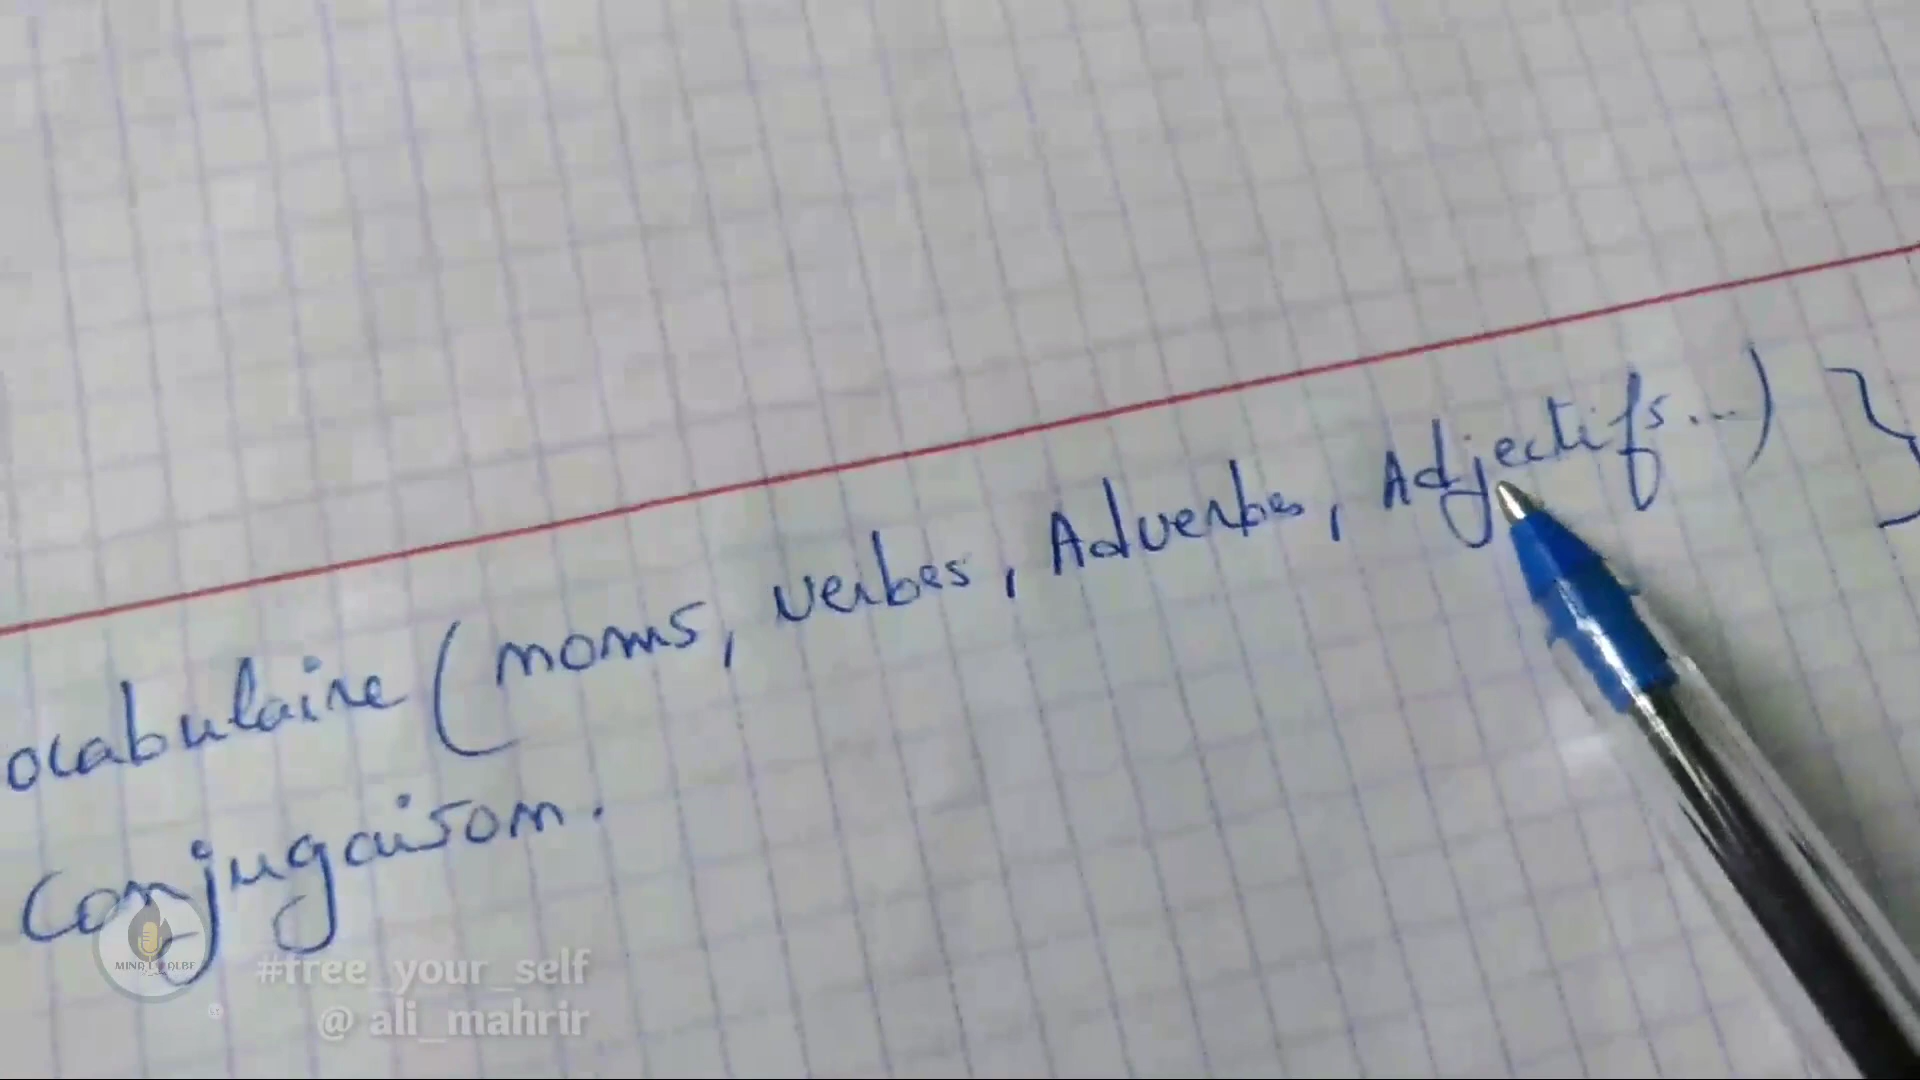 ocabulaire (noms, verbes, Adverbes, Adjectifs...) }
Conjugaison.
#free_your_self
@ ali_mahrir